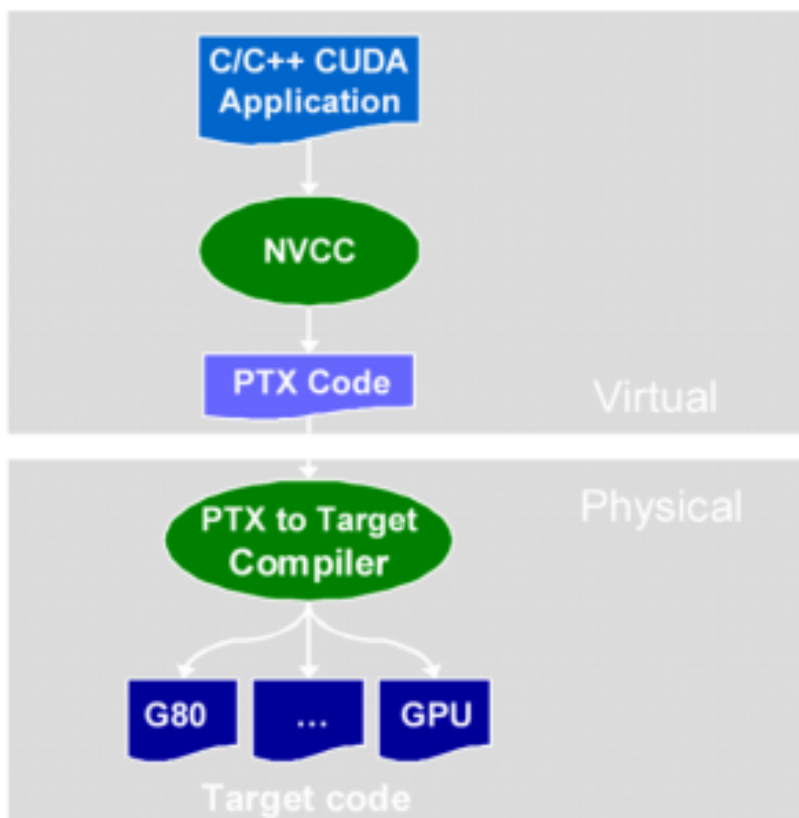 C/C++ CUDA
Application
NVCC
PTX Code
Virtual
Physical
PTX to Target
Compiler
G80
...
GPU
Target code